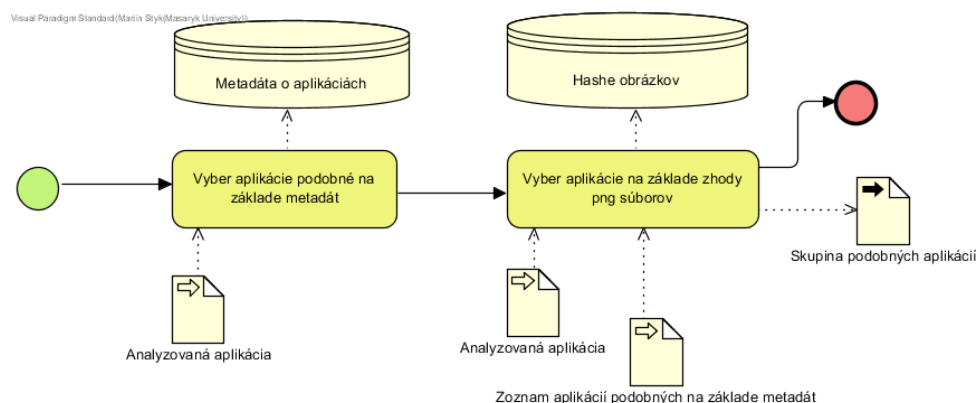 Visual Paradigm Standard(Martin Styk(Masaryk University))
Metadáta o aplikáciách
Hashe obrázkov
Vyber aplikácie podobné na
základe metadát
Vyber aplikácie na základe zhody
png súborov
Skupina podobných aplikácií
Analyzovaná aplikácia
Analyzovaná aplikácia
Zoznam aplikácií podobných na základe metadát